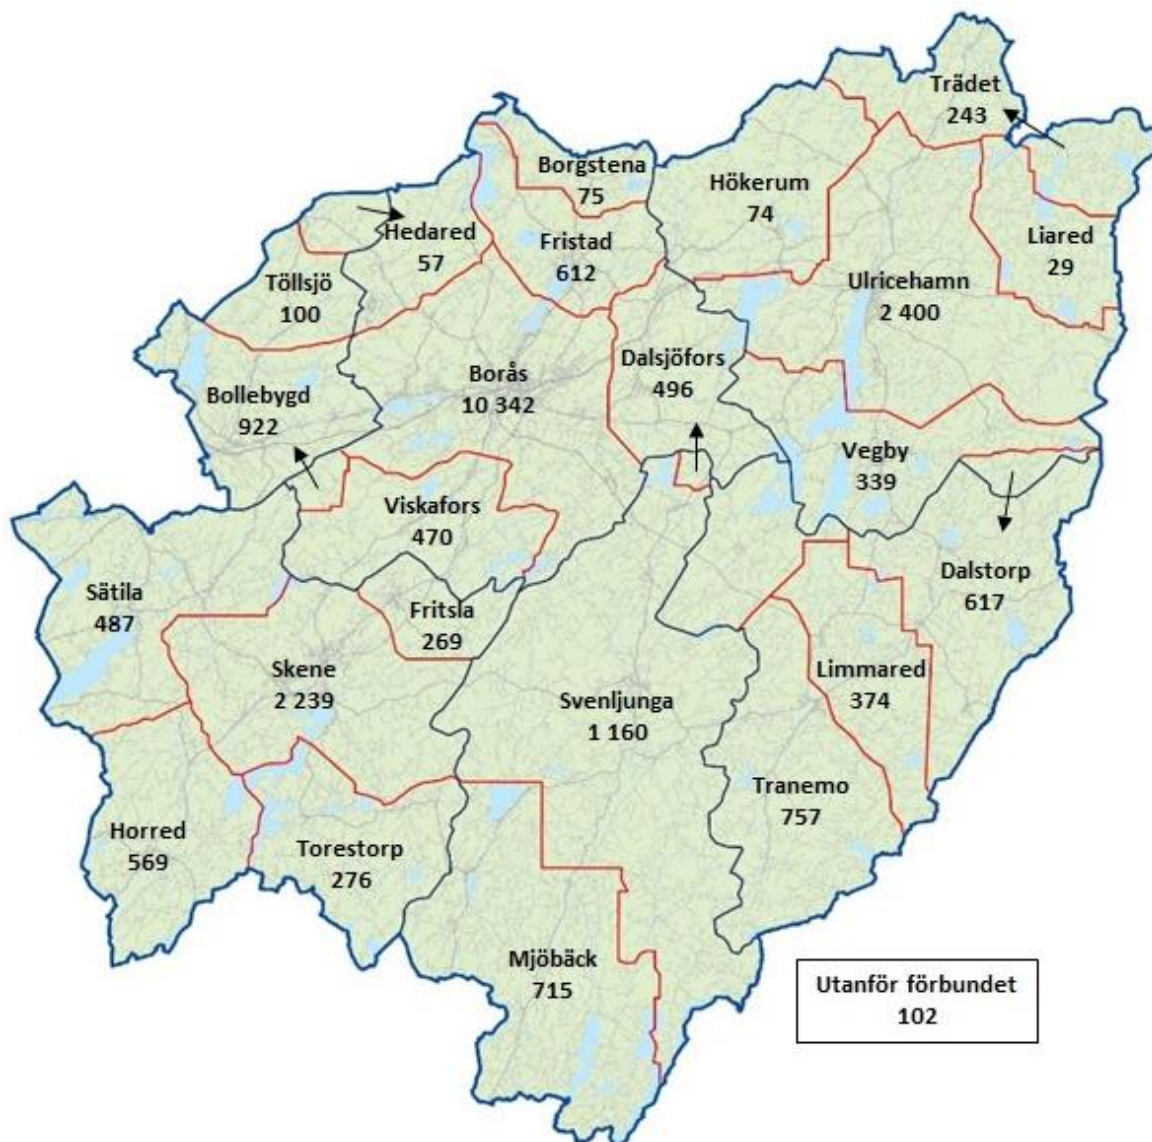 Trädet
243
Borgstena
75
Hökerum
74
Hedared
57
Fristad
612
Liared
29
Töllsjö
100
Ulricehamn
2 400
Dalsjöfors
496
Borås
10 342
Bollebygd
922
Vegby
339
Viskafors
470
Dalstorp
617
Sätila
487
Fritsla
269
Skene
2 239
Limmared
374
Svenljunga
1 160
Tranemo
757
Horred
569
Torestorp
276
Mjöbäck
715
Utanför förbundet
102